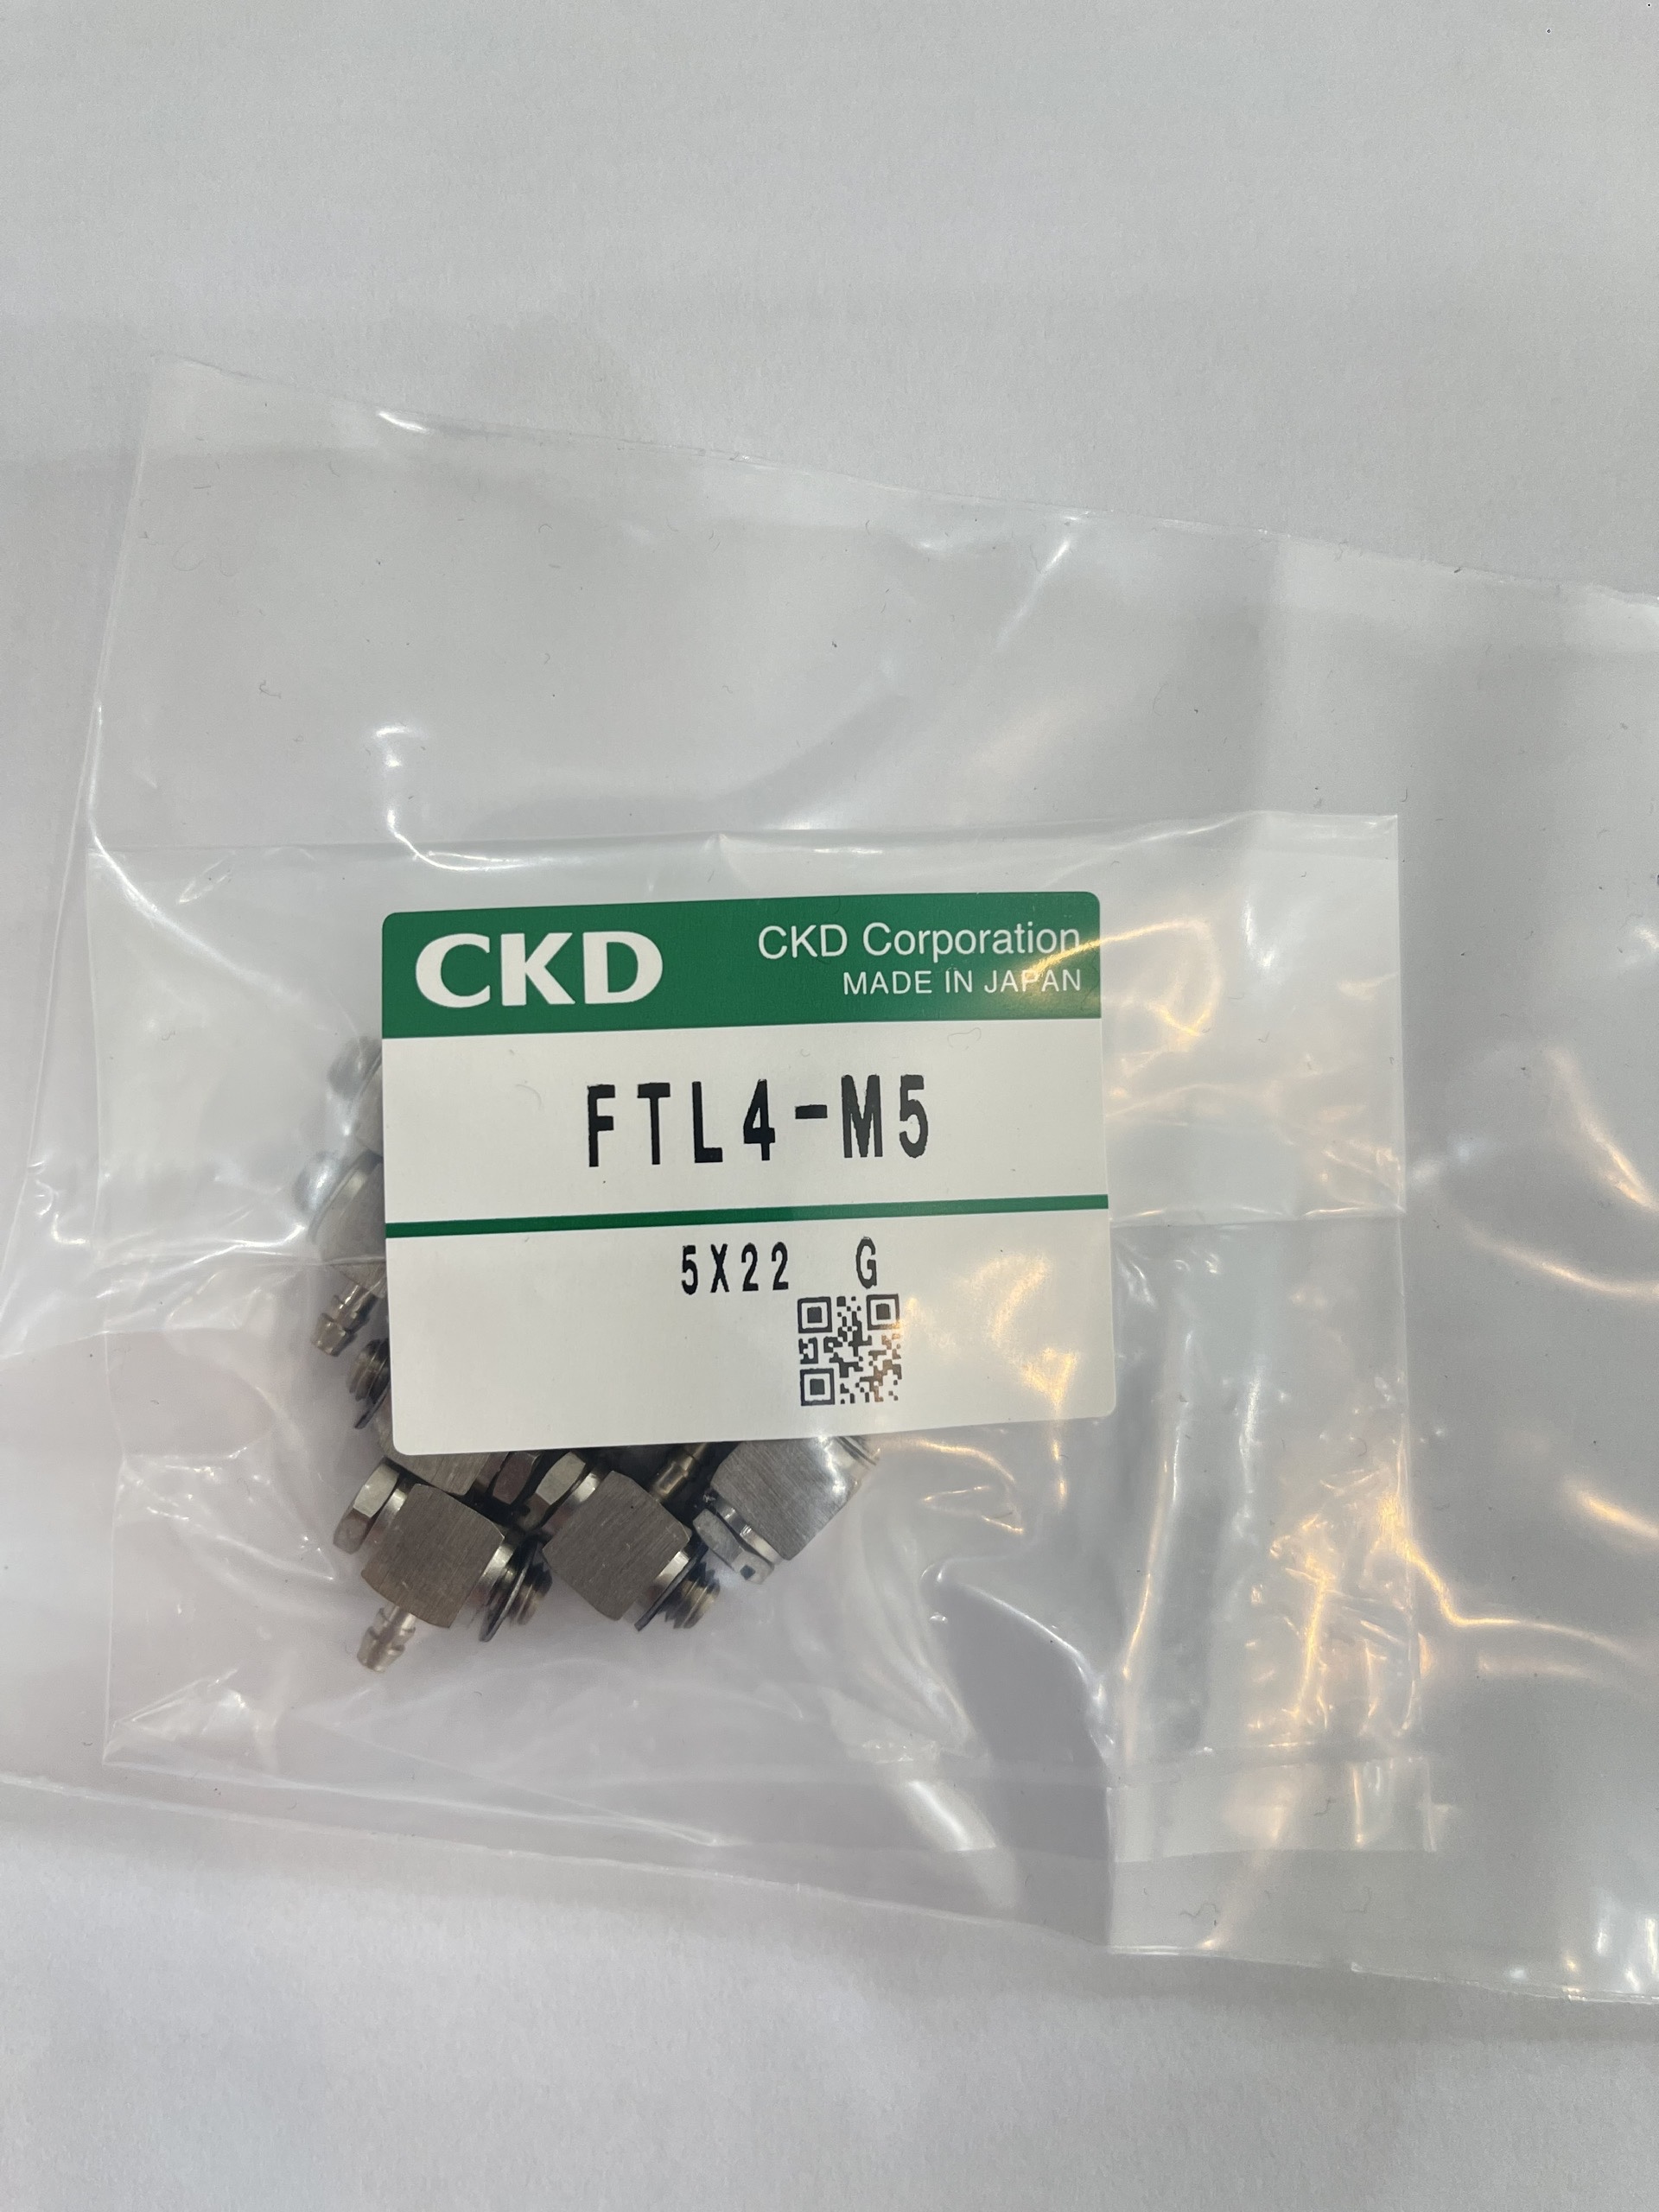 CKD
CKD Corporation
MADE IN JAPAN
FTL4-M5
5X22 G